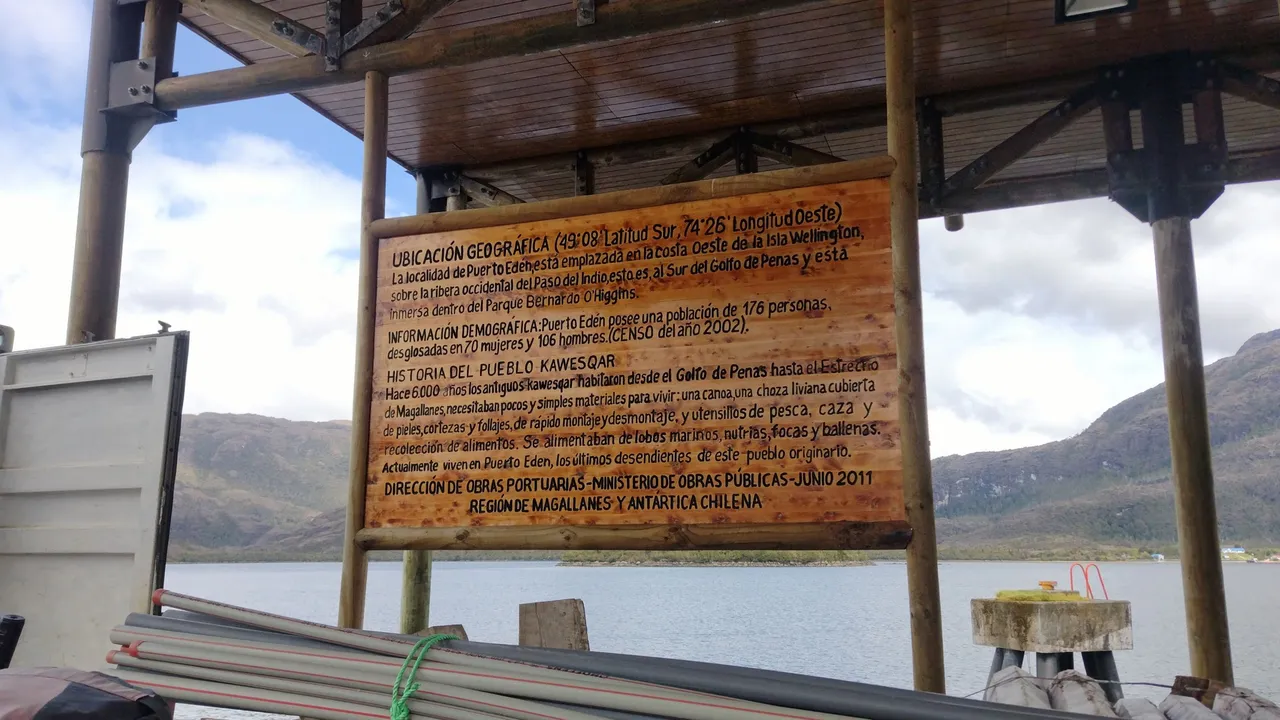 UBICACIÓN GEOGRÁFICA (49°08' Latitud Sur, 74°26' Longitud Oeste)
La localidad de Puerto Edén, está emplazada en la costa Oeste de la Isla Wellington,
sobre la ribera occidental del Paso del Indio, esto es, al Sur del Golfo de Penas y está
inmersa dentro del Parque Bernardo O'Higgins.
INFORMACIÓN DEMOGRÁFICA: Puerto Edén posee una población de 176 personas,
desglosadas en 70 mujeres y 106 hombres. (CENSO del año 2002).
HISTORIA DEL PUEBLO KAWESQAR
Hace 6.000 años los antiguos kawesqar habitaron desde el Golfo de Penas hasta el Estrecho
de Magallanes, necesitaban pocos y simples materiales para vivir: una canoa, una choza liviana cubierta
de pieles, cortezas y follajes, de rápido montaje y desmontaje, y utensillos de pesca, caza y
recolección de alimentos. Se alimentaban de lobos marinos, nutrias, focas y ballenas.
Actualmente viven en Puerto Eden, los últimos desendientes de este pueblo originario.
DIRECCIÓN DE OBRAS PORTUARIAS-MINISTERIO DE OBRAS PÚBLICAS-JUNIO 2011
REGIÓN DE MAGALLANES Y ANTÁRTICA CHILENA